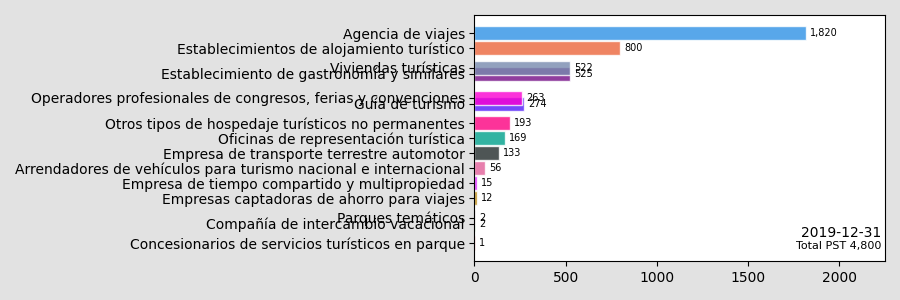 Agencia de viajes 1,820
Establecimientos de alojamiento turístico 800
Viviendas turísticas 522
Establecimiento de gastronomía y similares 525
Operadores profesionales de congresos, ferias y convenciones 263
Guía de turismo 274
Otros tipos de hospedaje turísticos no permanentes 193
Oficinas de representación turística 169
Empresa de transporte terrestre automotor 133
Arrendadores de vehículos para turismo nacional e internacional 56
Empresa de tiempo compartido y multipropiedad 15
Empresas captadoras de ahorro para viajes 12
Parques temáticos 2
Compañía de intercambio vacacional 2
Concesionarios de servicios turísticos en parque 1
2019-12-31
Total PST 4,800
0 500 1000 1500 2000